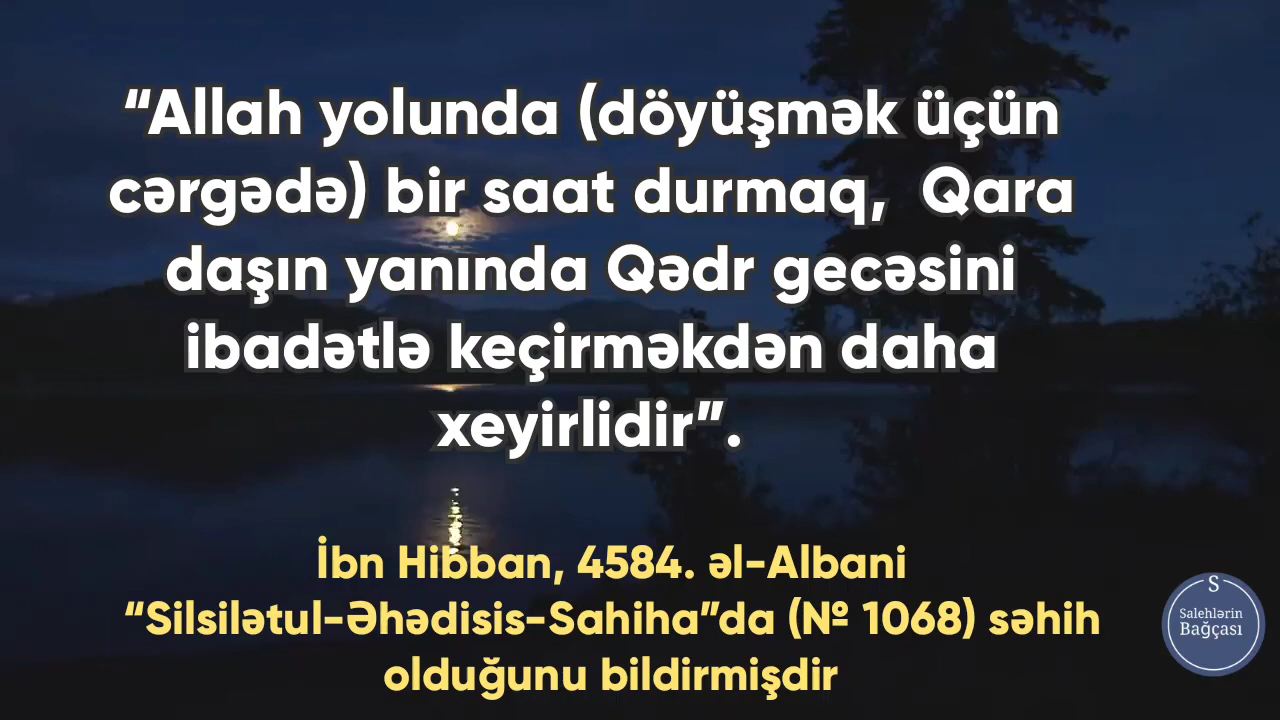 “Allah yolunda (döyüşmək üçün
cərgədə) bir saat durmaq, Qara
daşın yanında Qədr gecəsini
ibadətlə keçirməkdən daha
xeyirlidir”.
İbn Hibban, 4584. əl-Albani
“Silsilətul-Əhədisis-Sahiha”da (№ 1068) səhih
olduğunu bildirmişdir
S
Salehlərin
Bağçası